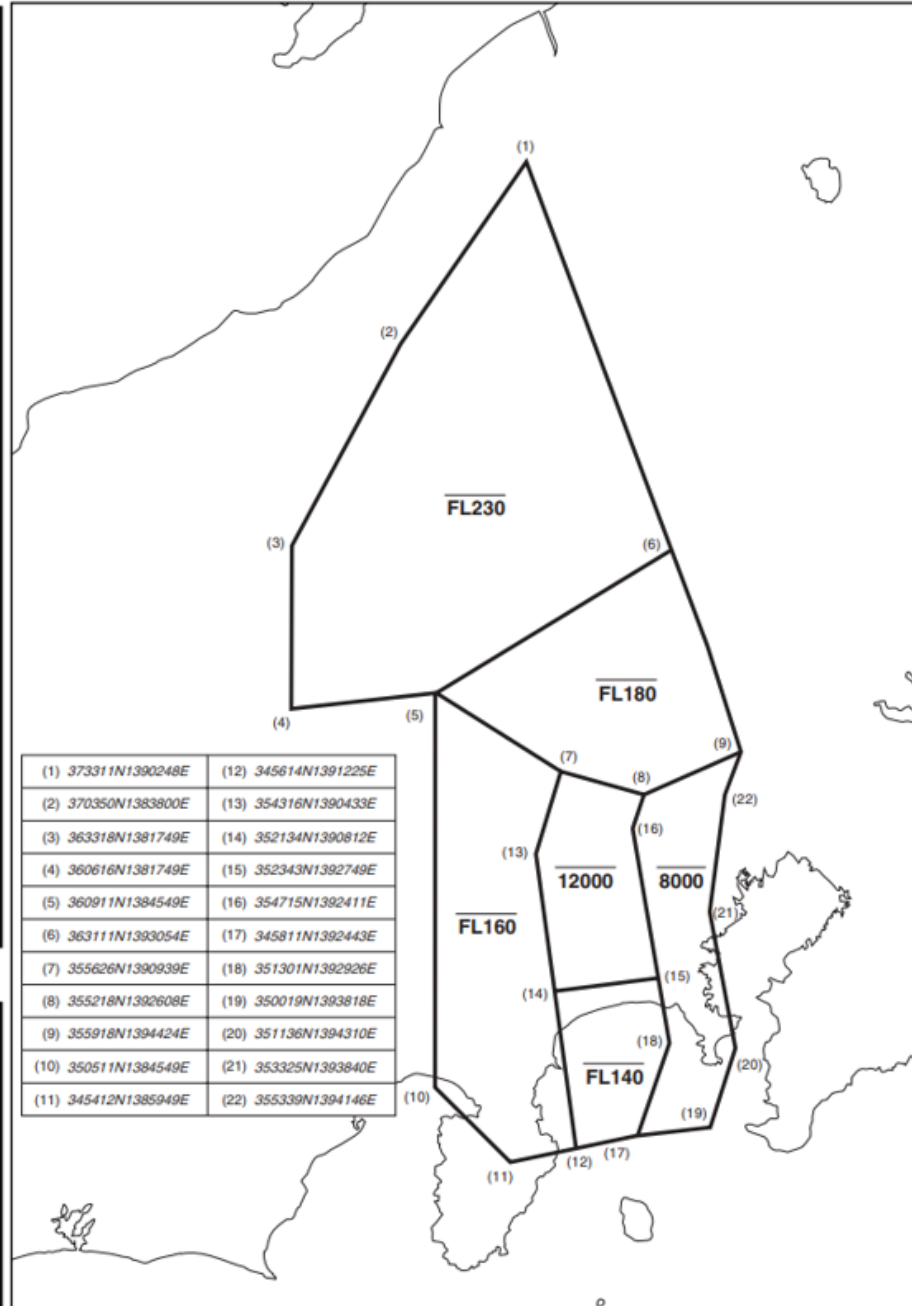 (1)
(2)
FL230
(3)
(6)
FL180
(4)
(5)
(9)
(7)
(8)
(22)
(1) 373311N1390248E (12) 345614N1391225E
(2) 370350N1383800E (13) 354316N1390433E
(3) 363318N1381749E (14) 352134N1390812E
(4) 360616N1381749E (15) 352343N1392749E
(5) 360911N1384549E (16) 354715N1392411E
(6) 363111N1393054E (17) 345811N1392443E
(7) 355626N1390939E (18) 351301N1392926E
(8) 355218N1392608E (19) 350019N1393818E
(9) 355918N1394424E (20) 351136N1394310E
(10) 350511N1384549E (21) 353325N1393840E
(11) 345412N1385949E (22) 355339N1394146E
(16)
(13)
12000
8000
(21)
FL160
(15)
(14)
(18)
(20)
FL140
(10)
(19)
(17)
(12)
(11)